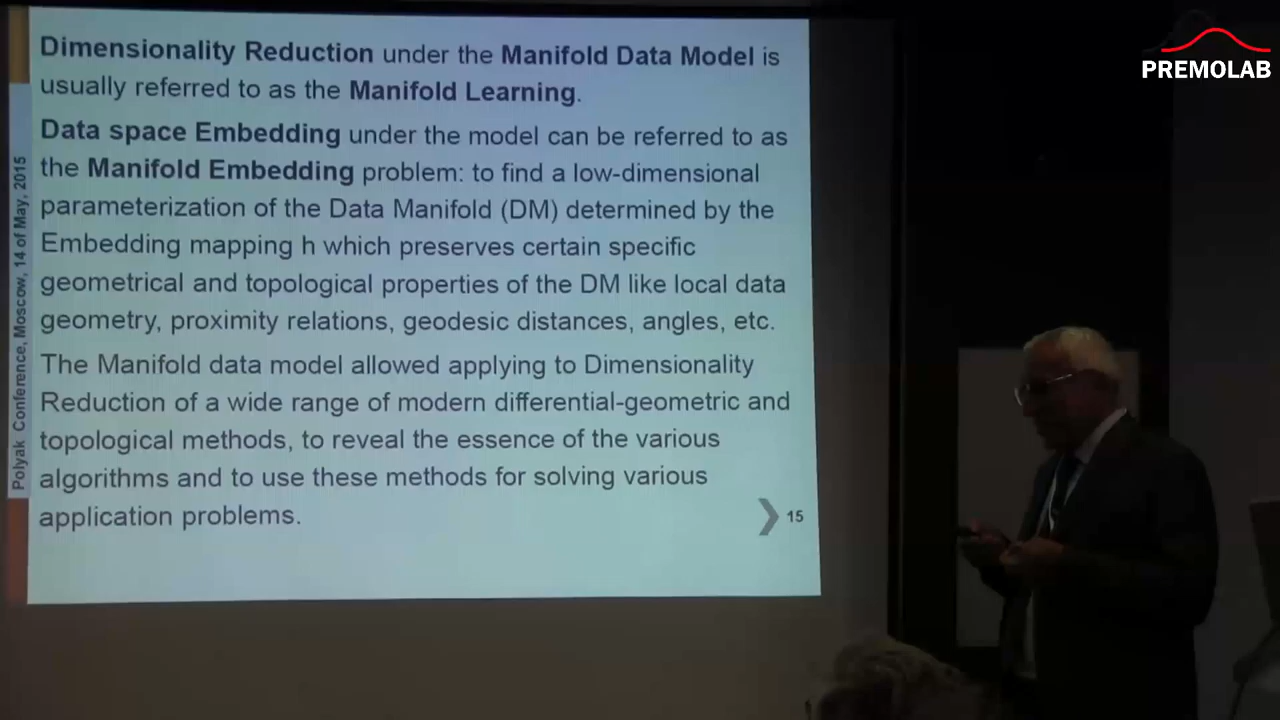 Dimensionality Reduction under the Manifold Data Model is
usually referred to as the Manifold Learning.
Data space Embedding under the model can be referred to as
the Manifold Embedding problem: to find a low-dimensional
parameterization of the Data Manifold (DM) determined by the
Embedding mapping h which preserves certain specific
geometrical and topological properties of the DM like local data
geometry, proximity relations, geodesic distances, angles, etc.
The Manifold data model allowed applying to Dimensionality
Reduction of a wide range of modern differential-geometric and
topological methods, to reveal the essence of the various
algorithms and to use these methods for solving various
application problems.
15
Polyak Conference, Moscow, 14 of May, 2015
PREMOLAB